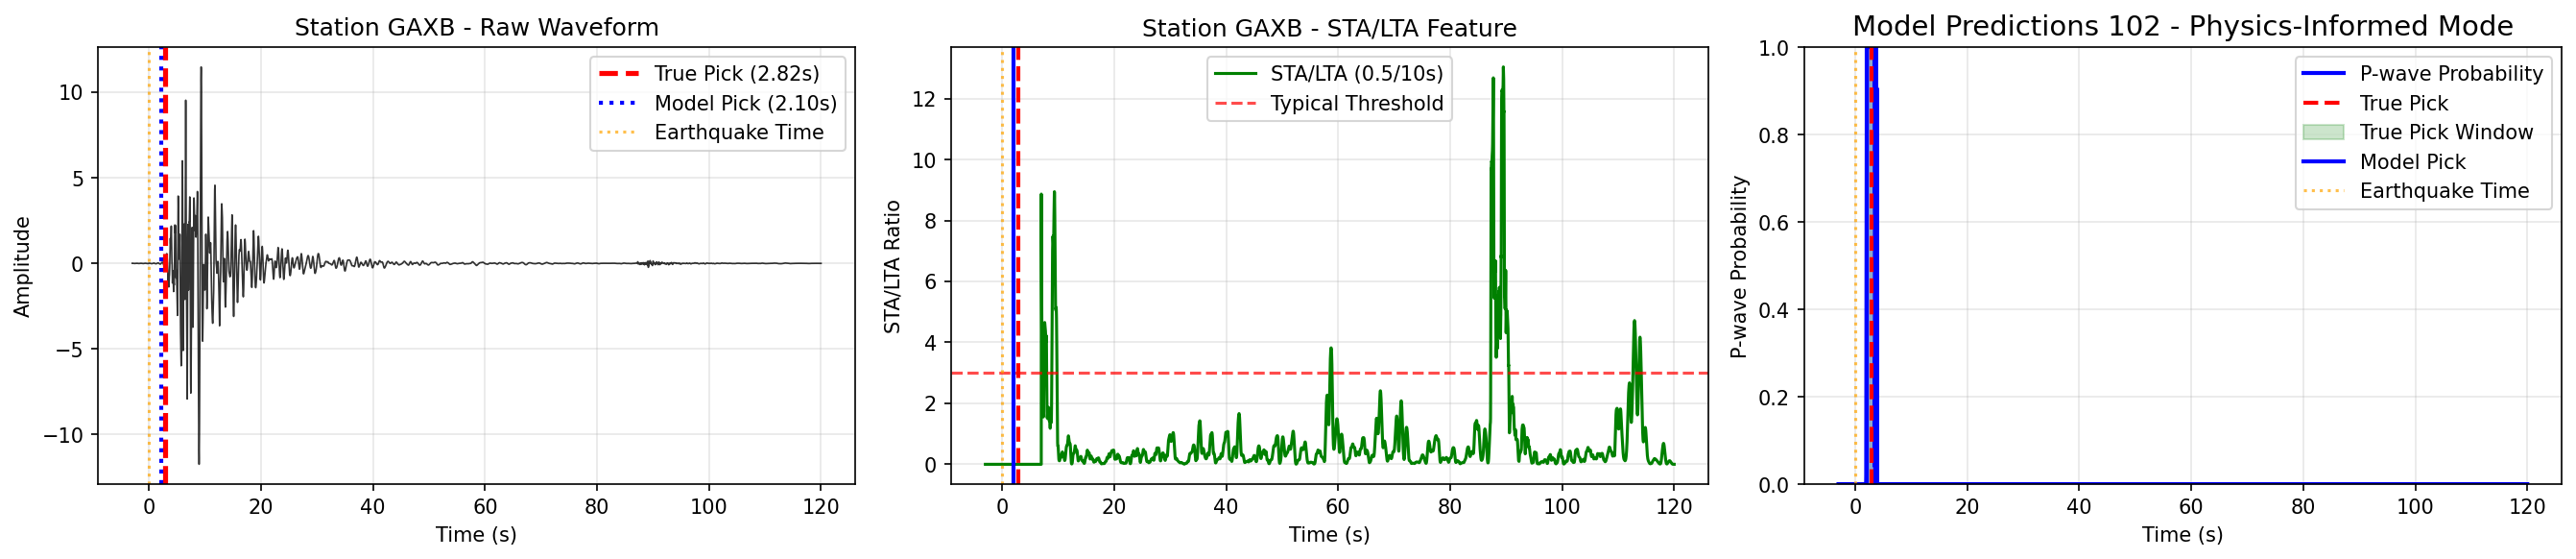 Station GAXB - Raw Waveform
Amplitude
10
5
0
−5
−10
0 20 40 60 80 100 120
Time (s)
True Pick (2.82s)
Model Pick (2.10s)
Earthquake Time
Station GAXB - STA/LTA Feature
STA/LTA Ratio
12
10
8
6
4
2
0
0 20 40 60 80 100 120
Time (s)
STA/LTA (0.5/10s)
Typical Threshold
Model Predictions 102 - Physics-Informed Mode
P-wave Probability
1.0
0.8
0.6
0.4
0.2
0.0
0 20 40 60 80 100 120
Time (s)
P-wave Probability
True Pick
True Pick Window
Model Pick
Earthquake Time